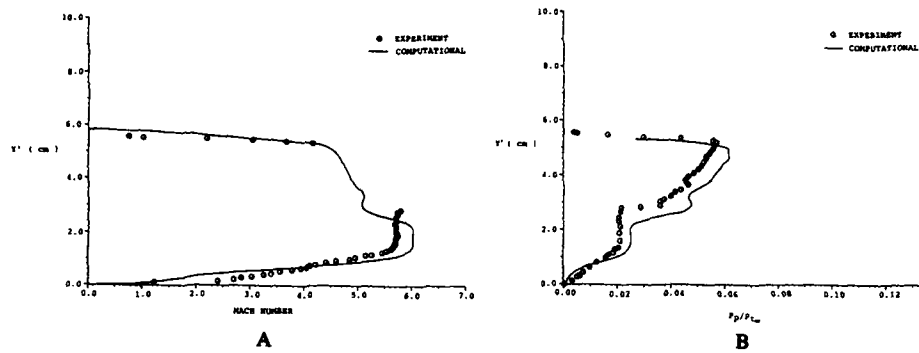 10.0
8.0
6.0
Y' ( cm )
4.0
2.0
0.0
0.0 1.0 2.0 3.0 4.0 5.0 6.0 7.0
MACH NUMBER
EXPERIMENT
COMPUTATIONAL
A
10.0
8.0
6.0
Y' ( cm )
4.0
2.0
0.0
0.00 0.02 0.04 0.06 0.08 0.10 0.12
Pp/Pt∞
EXPERIMENT
COMPUTATIONAL
B